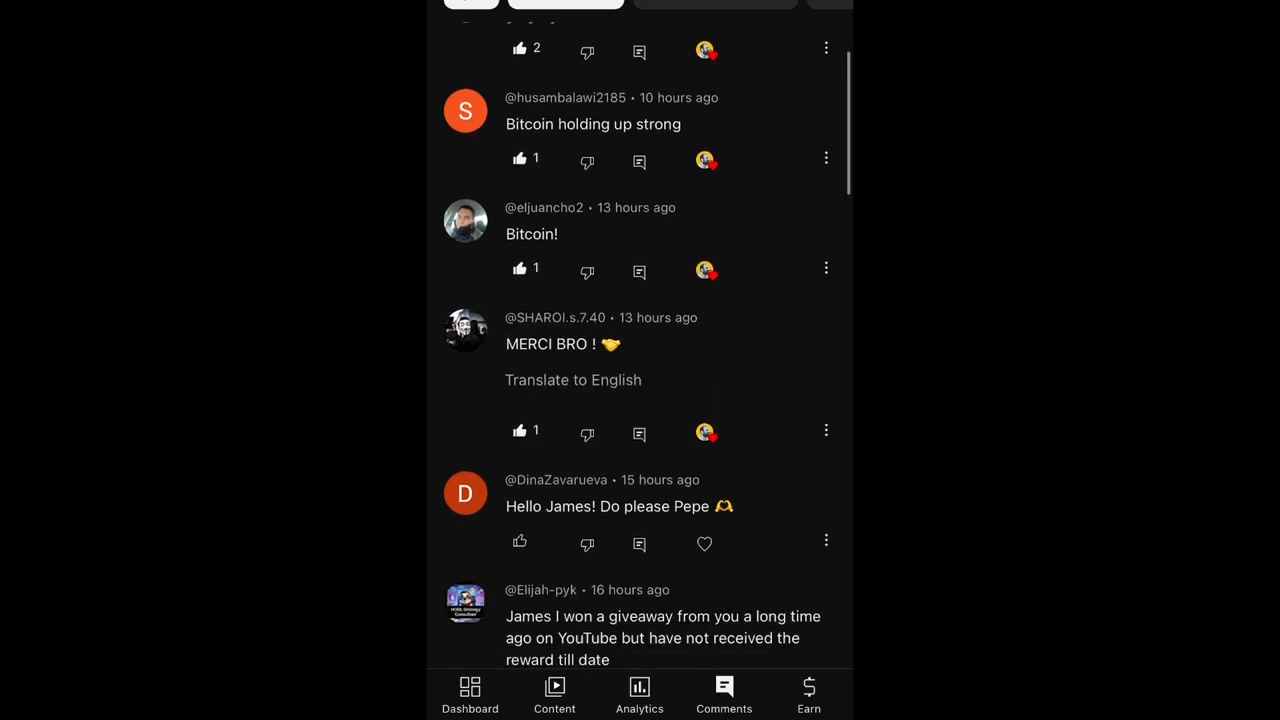 2
@husambalawi2185 • 10 hours ago
S
Bitcoin holding up strong
1
@eljuancho2 • 13 hours ago
Bitcoin!
1
@SHAROI.s.7.40 • 13 hours ago
MERCI BRO ! 🤝
Translate to English
1
@DinaZavarueva • 15 hours ago
D
Hello James! Do please Pepe 🫶
@Elijah-pyk • 16 hours ago
James I won a giveaway from you a long time
ago on YouTube but have not received the
reward till date
Dashboard Content Analytics Comments Earn